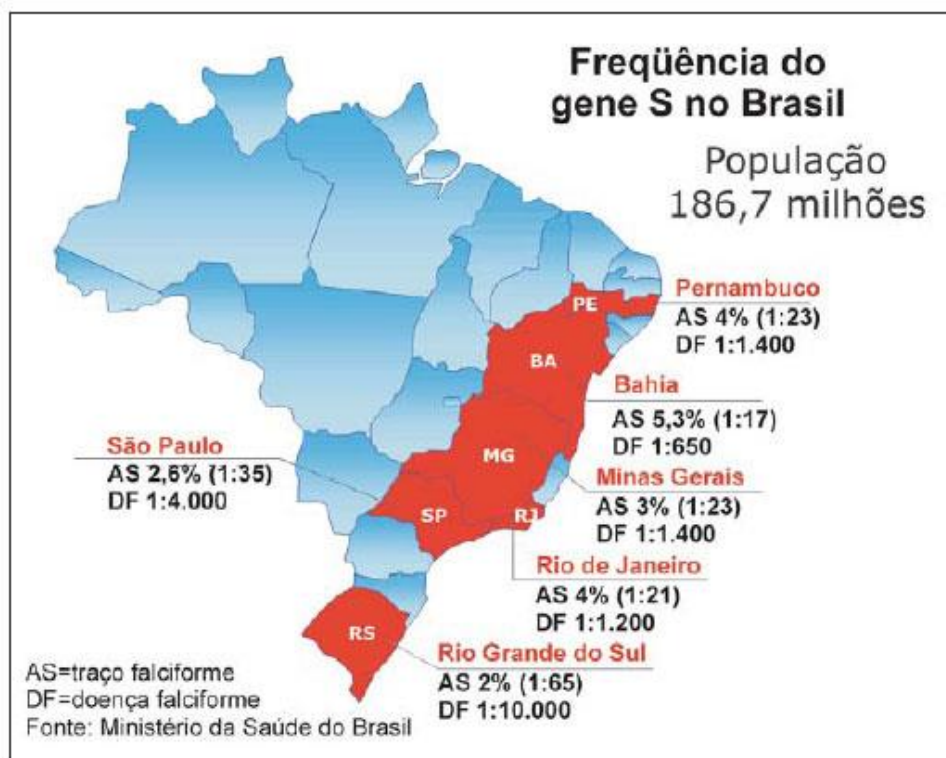 Freqüência do
gene S no Brasil
População
186,7 milhões
Pernambuco
AS 4% (1:23)
DF 1:1.400
PE
BA
Bahia
AS 5,3% (1:17)
DF 1:650
São Paulo
AS 2,6% (1:35)
DF 1:4.000
MG
Minas Gerais
AS 3% (1:23)
DF 1:1.400
SP
RJ
Rio de Janeiro
AS 4% (1:21)
DF 1:1.200
RS
Rio Grande do Sul
AS 2% (1:65)
DF 1:10.000
AS=traço falciforme
DF=doença falciforme
Fonte: Ministério da Saúde do Brasil